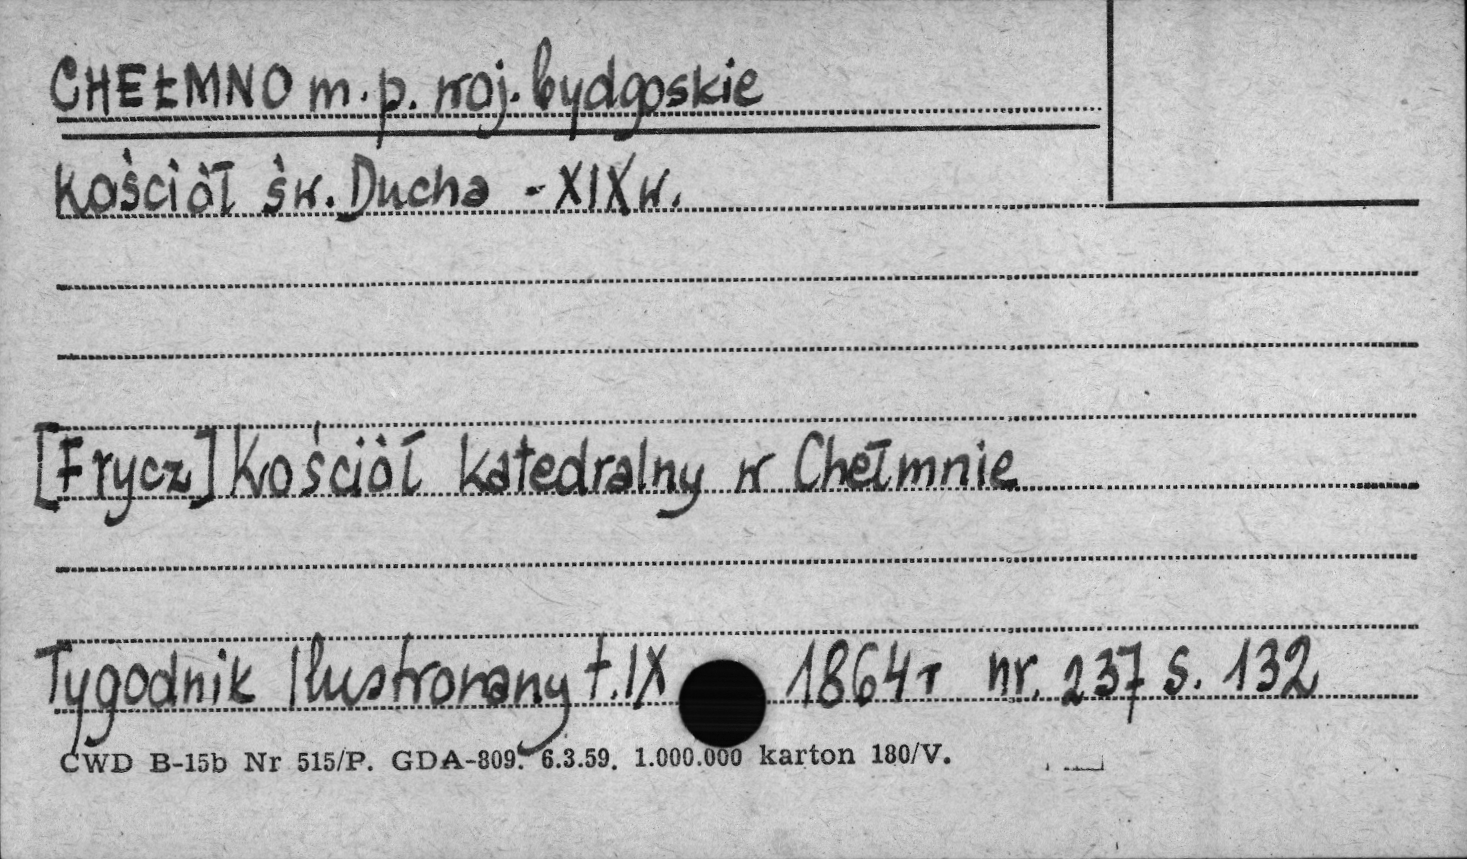 CHEŁMNO m.p. woj. bydgoskie
Kościół św. Ducha - XIX w.
[Frycz] Kościół katedralny w Chełmnie
Tygodnik Ilustrowany t. IX 1864 r nr. 237 s. 132
CWD B-15b Nr 515/P. GDA-809. 6.3.59. 1.000.000 karton 180/V.